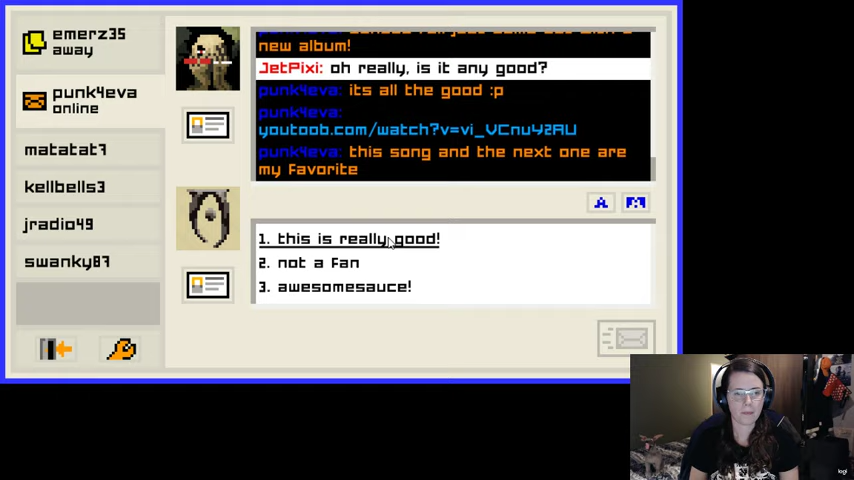 emerz35
away
punk4eva
online
matatat7
kellbells3
jradio49
swanky87
new album!
JetPixi: oh really, is it any good?
punk4eva: its all the good :p
punk4eva:
youtoob.com/watch?v=vi_VCnuY2AU
punk4eva: this song and the next one are
my favorite
A
1. this is really good!
2. not a fan
3. awesomesauce!
logi